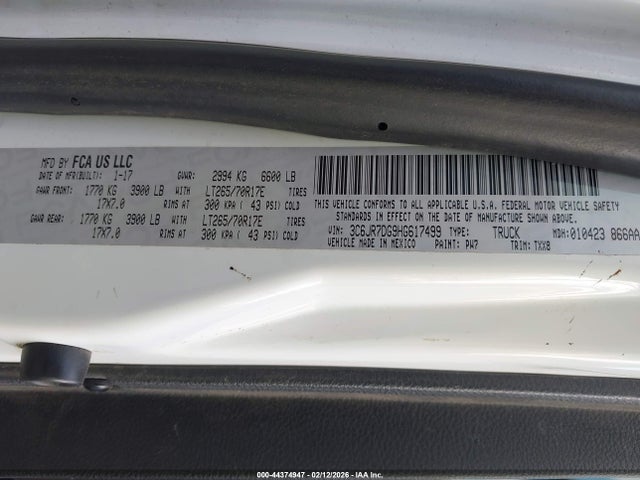 MFD BY FCA US LLC
DATE OF MFR(BUILT): 1-17 GVWR: 2994 KG 6600 LB
GAWR FRONT: 1770 KG 3900 LB WITH LT265/70R17E TIRES
17X7.0 RIMS AT 300 KPA ( 43 PSI) COLD
GAWR REAR: 1770 KG 3900 LB WITH LT265/70R17E TIRES
17X7.0 RIMS AT 300 KPA ( 43 PSI) COLD
THIS VEHICLE CONFORMS TO ALL APPLICABLE U.S.A. FEDERAL MOTOR VEHICLE SAFETY
STANDARDS IN EFFECT ON THE DATE OF MANUFACTURE SHOWN ABOVE.
VIN: 3C6JR7DG9HG617499 TYPE: TRUCK MDH: 010423 866AA
VEHICLE MADE IN MEXICO PAINT: PW7 TRIM: TXX8
000-44374947 - 02/12/2026 - IAAI